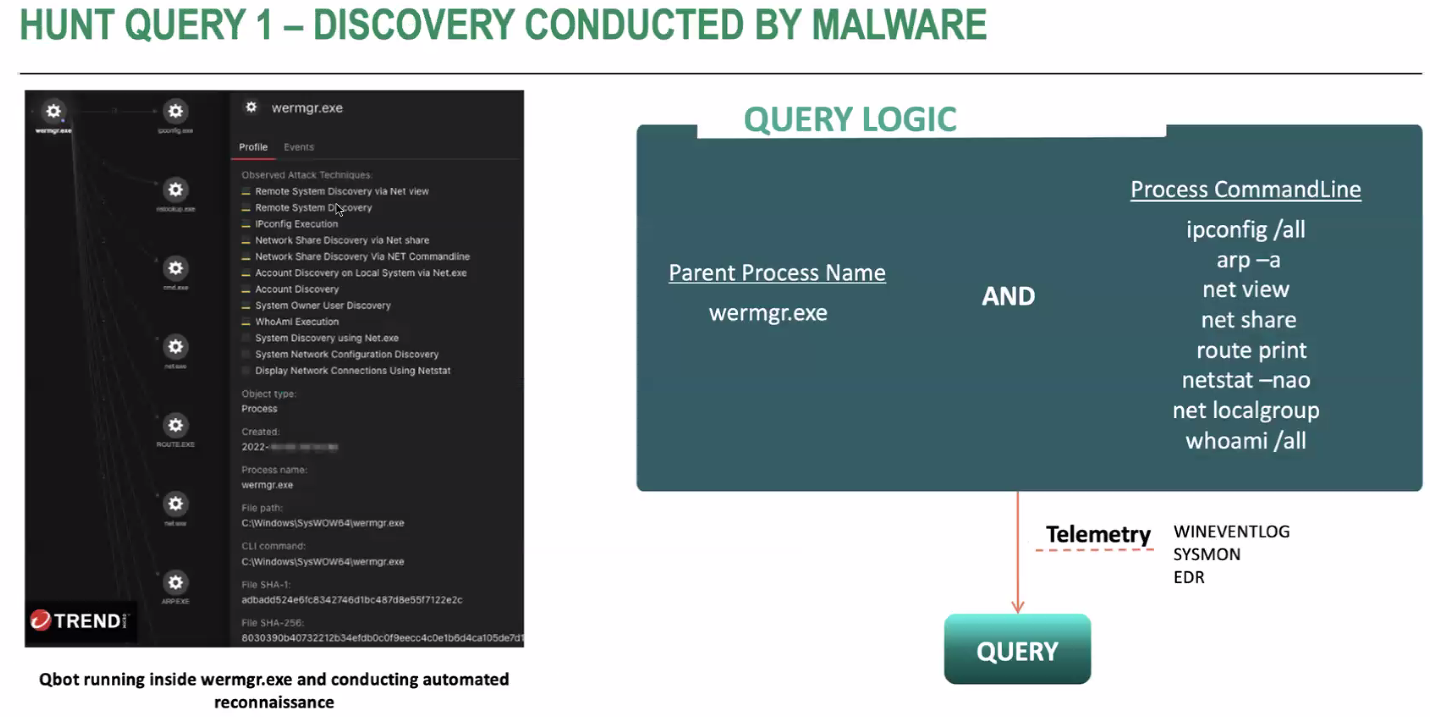 HUNT QUERY 1 – DISCOVERY CONDUCTED BY MALWARE
wermgr.exe
ipconfig.exe
nslookup.exe
cmd.exe
net.exe
ROUTE.EXE
net.exe
ARP.EXE
TREND MICRO
wermgr.exe
Profile Events
Observed Attack Techniques:
Remote System Discovery via Net view
Remote System Discovery
IPconfig Execution
Network Share Discovery via Net share
Network Share Discovery Via NET Commandline
Account Discovery on Local System via Net.exe
Account Discovery
System Owner User Discovery
WhoAmI Execution
System Discovery using Net.exe
System Network Configuration Discovery
Display Network Connections Using Netstat
Object type:
Process
Created:
2022-
Process name:
wermgr.exe
File path:
C:\Windows\SysWOW64\wermgr.exe
CLI command:
C:\Windows\SysWOW64\wermgr.exe
File SHA-1:
adbadd524e6fc8342746d1bc487d8e55f7122e2c
File SHA-256:
8030390b40732212b34efdb0c0f9eecc4c0e1b6d4ca105de7d1
Qbot running inside wermgr.exe and conducting automated
reconnaissance
QUERY LOGIC
Parent Process Name
wermgr.exe
AND
Process CommandLine
ipconfig /all
arp –a
net view
net share
route print
netstat –nao
net localgroup
whoami /all
Telemetry
WINEVENTLOG
SYSMON
EDR
QUERY